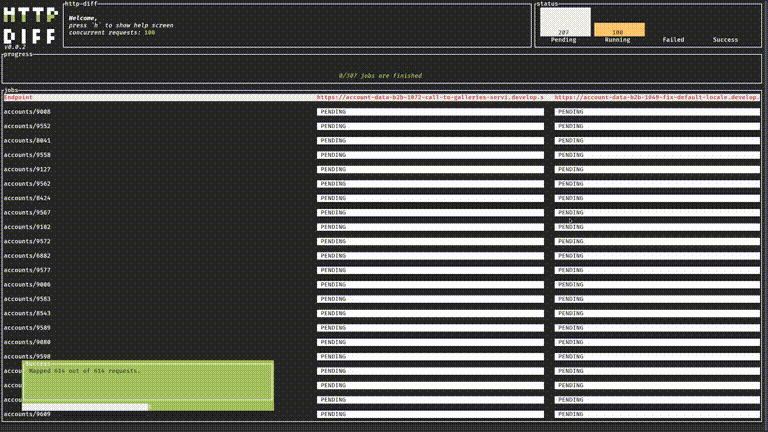 HTTP
DIFF
v0.0.2
http-diff
Welcome,
press `h` to show help screen
concurrent requests: 100
status
207
Pending
100
Running
Failed
Success
progress
0/307 jobs are finished
jobs
Endpoint https://account-data-b2b-1072-call-to-galleries-servi.develop.s https://account-data-b2b-1049-fix-default-locale.develop.
accounts/9008 PENDING PENDING
accounts/9552 PENDING PENDING
accounts/8041 PENDING PENDING
accounts/9558 PENDING PENDING
accounts/9127 PENDING PENDING
accounts/9562 PENDING PENDING
accounts/8424 PENDING PENDING
accounts/9567 PENDING PENDING
accounts/9102 PENDING PENDING
accounts/9572 PENDING PENDING
accounts/6882 PENDING PENDING
accounts/9577 PENDING PENDING
accounts/9006 PENDING PENDING
accounts/9583 PENDING PENDING
accounts/8543 PENDING PENDING
accounts/9589 PENDING PENDING
accounts/9080 PENDING PENDING
accounts/9598 PENDING PENDING
Success
accou PENDING PENDING
Mapped 614 out of 614 requests.
accou PENDING PENDING
accou PENDING PENDING
accounts/9609 PENDING PENDING